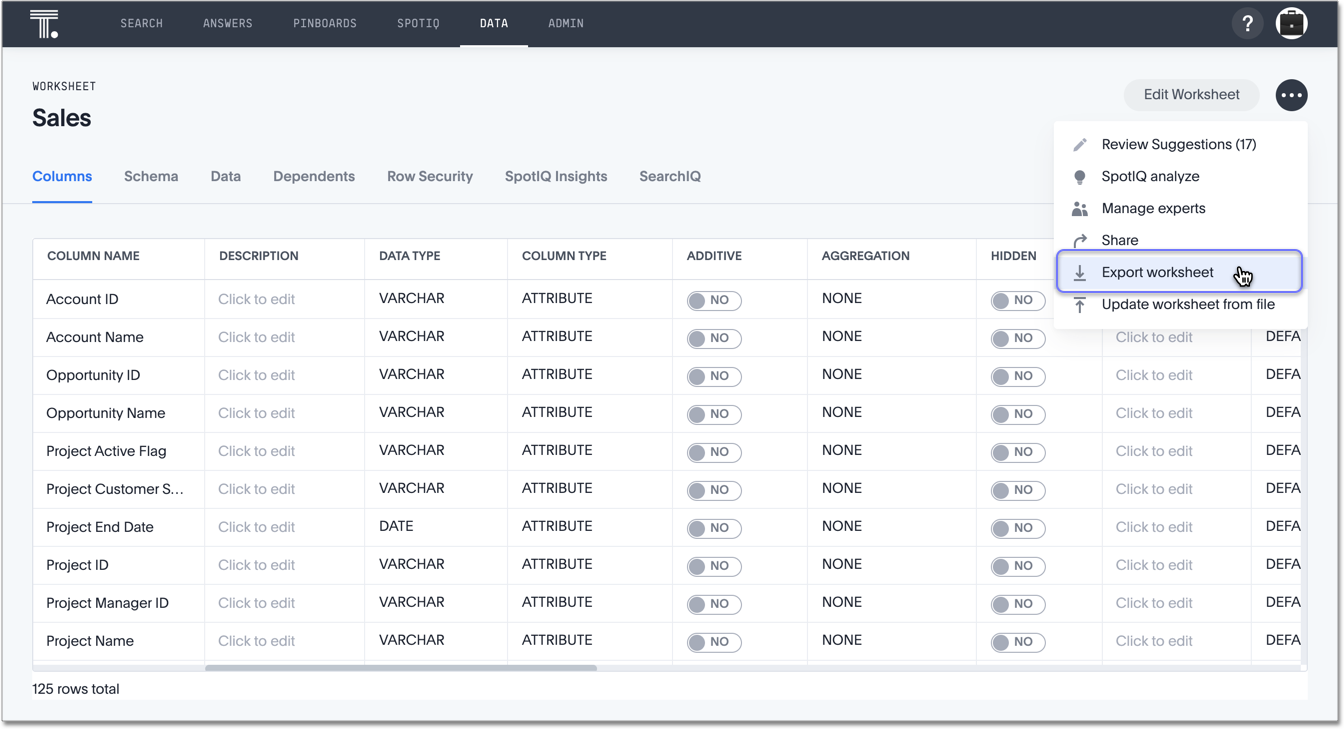 T.
SEARCH ANSWERS PINBOARDS SPOTIQ DATA ADMIN ?
WORKSHEET
Sales
Edit Worksheet
Review Suggestions (17)
SpotIQ analyze
Manage experts
Share
Export worksheet
Update worksheet from file
Columns Schema Data Dependents Row Security SpotIQ Insights SearchIQ
COLUMN NAME DESCRIPTION DATA TYPE COLUMN TYPE ADDITIVE AGGREGATION HIDDEN
Account ID Click to edit VARCHAR ATTRIBUTE NO NONE NO
Account Name Click to edit VARCHAR ATTRIBUTE NO NONE NO Click to edit DEFA
Opportunity ID Click to edit VARCHAR ATTRIBUTE NO NONE NO Click to edit DEFA
Opportunity Name Click to edit VARCHAR ATTRIBUTE NO NONE NO Click to edit DEFA
Project Active Flag Click to edit VARCHAR ATTRIBUTE NO NONE NO Click to edit DEFA
Project Customer S... Click to edit VARCHAR ATTRIBUTE NO NONE NO Click to edit DEFA
Project End Date Click to edit DATE ATTRIBUTE NO NONE NO Click to edit DEFA
Project ID Click to edit VARCHAR ATTRIBUTE NO NONE NO Click to edit DEFA
Project Manager ID Click to edit VARCHAR ATTRIBUTE NO NONE NO Click to edit DEFA
Project Name Click to edit VARCHAR ATTRIBUTE NO NONE NO Click to edit DEFA
125 rows total